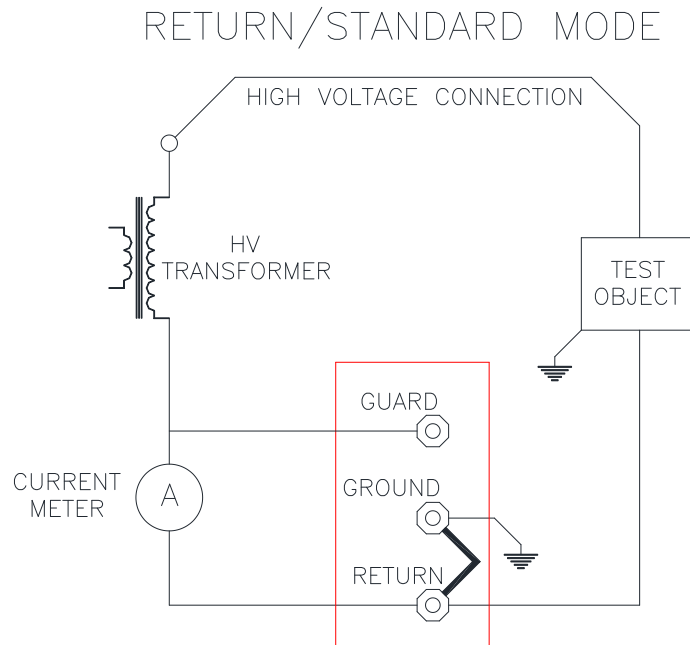 RETURN/STANDARD MODE
HIGH VOLTAGE CONNECTION
HV
TRANSFORMER
TEST
OBJECT
GUARD
CURRENT
METER
A
GROUND
RETURN